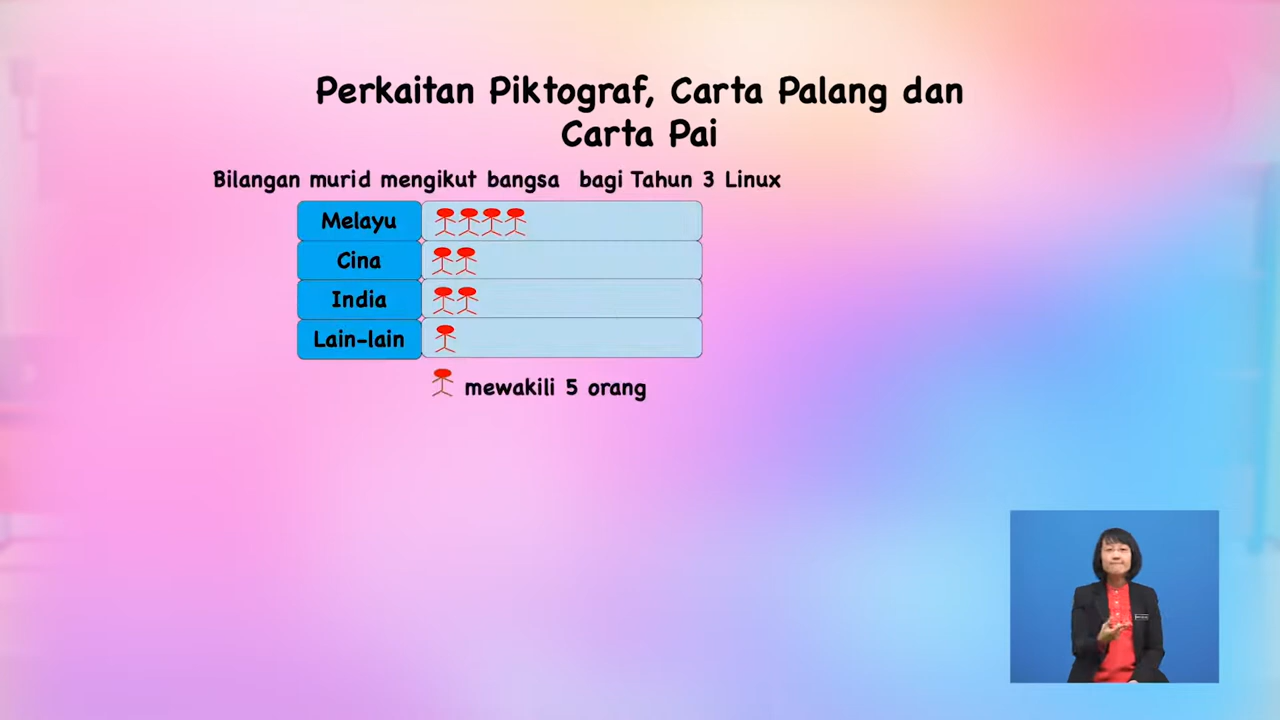 Perkaitan Piktograf, Carta Palang dan
Carta Pai
Bilangan murid mengikut bangsa bagi Tahun 3 Linux
Melayu
Cina
India
Lain-lain
mewakili 5 orang